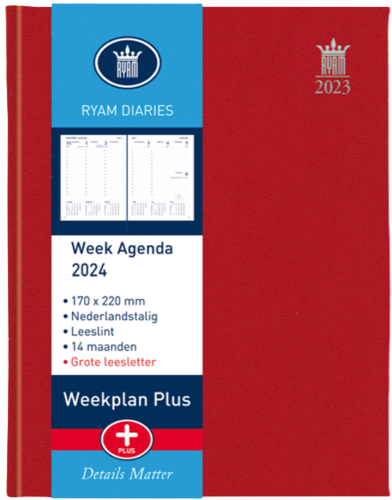 RYAM
RYAM DIARIES
Week Agenda
2024
• 170 x 220 mm
• Nederlandstalig
• Leeslint
• 14 maanden
• Grote leesletter
Weekplan Plus
+
PLUS
Details Matter
RYAM
2023